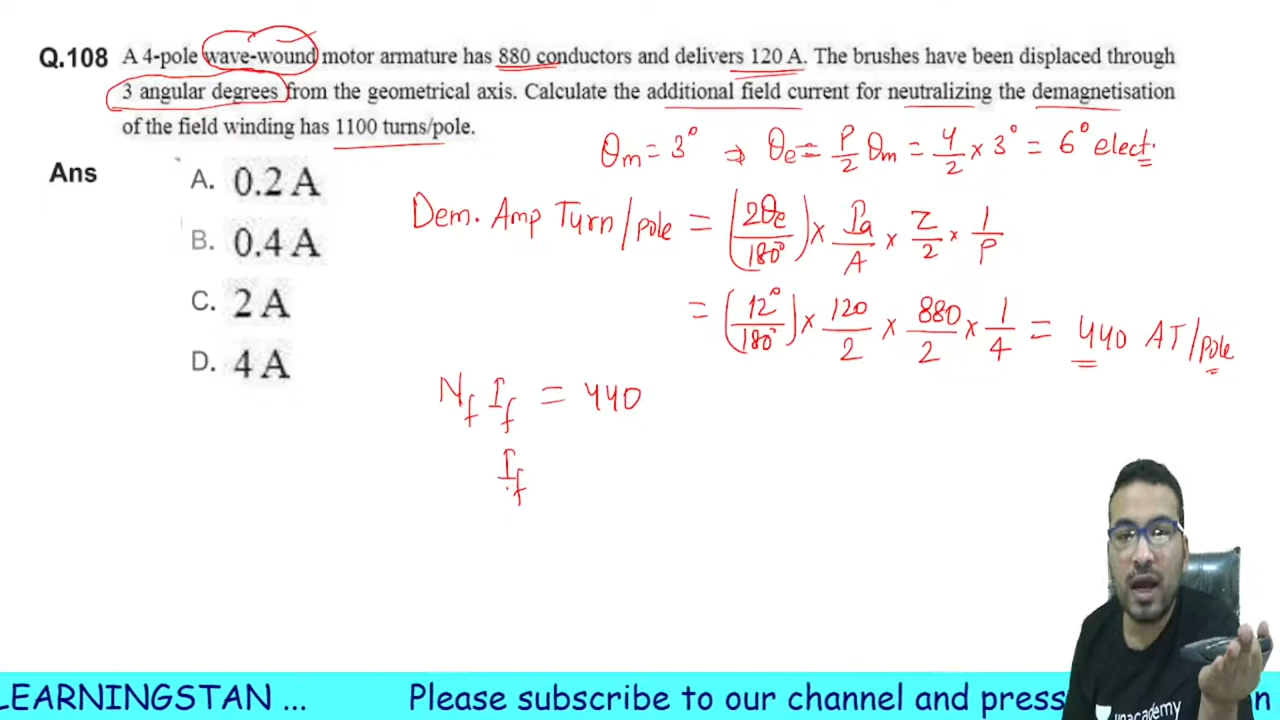 Q.108 A 4-pole wave-wound motor armature has 880 conductors and delivers 120 A. The brushes have been displaced through
3 angular degrees from the geometrical axis. Calculate the additional field current for neutralizing the demagnetisation
of the field winding has 1100 turns/pole.
θm = 3° ⇒ θe = P/2 θm = 4/2 × 3° = 6° elect.
Ans
A. 0.2 A
B. 0.4 A
C. 2 A
D. 4 A
Dem. Amp Turn/pole = (2θe/180°) × Ia/A × Z/2 × 1/P
= (12°/180°) × 120/2 × 880/2 × 1/4 = 440 AT/pole
Nf If = 440
If
unacademy
LEARNINGSTAN ... Please subscribe to our channel and press